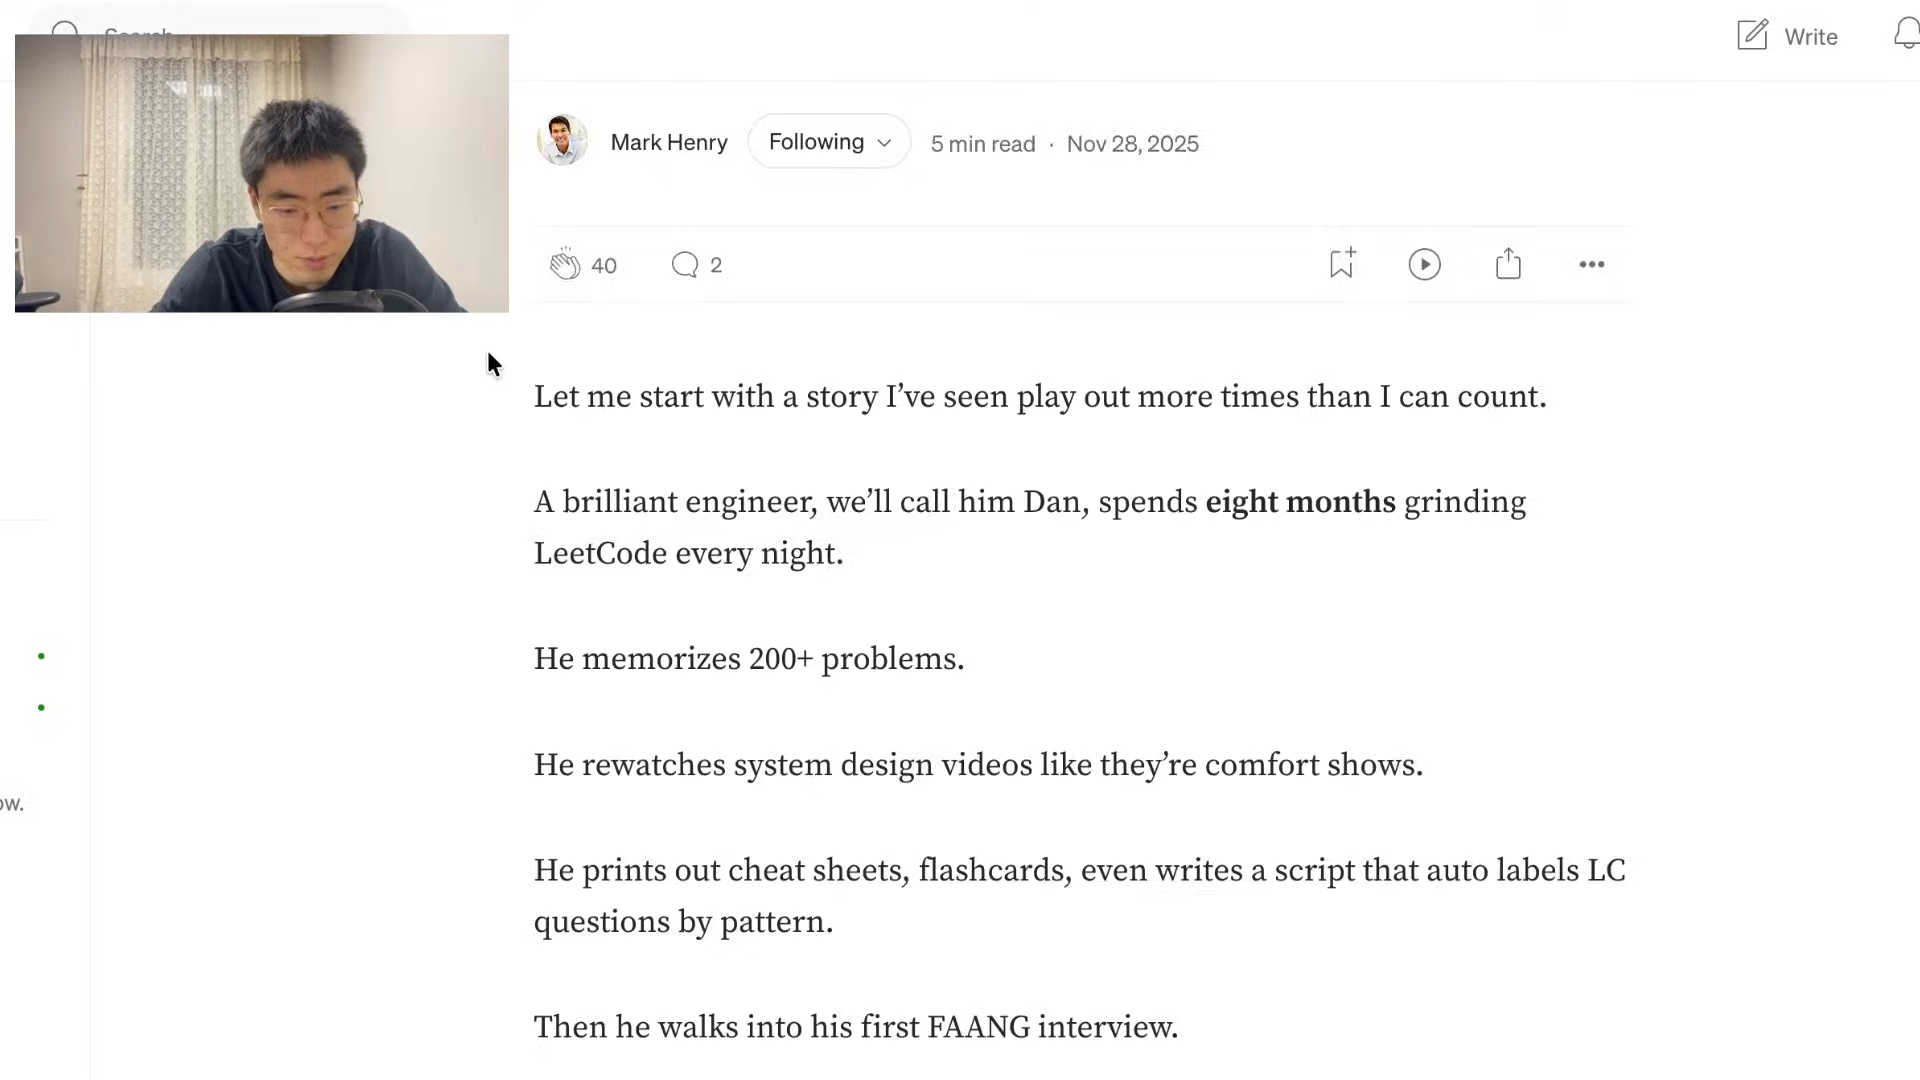 Search
Write
Mark Henry
Following
5 min read · Nov 28, 2025
40
2
Let me start with a story I’ve seen play out more times than I can count.
A brilliant engineer, we’ll call him Dan, spends eight months grinding
LeetCode every night.
He memorizes 200+ problems.
He rewatches system design videos like they’re comfort shows.
ow.
He prints out cheat sheets, flashcards, even writes a script that auto labels LC
questions by pattern.
Then he walks into his first FAANG interview.